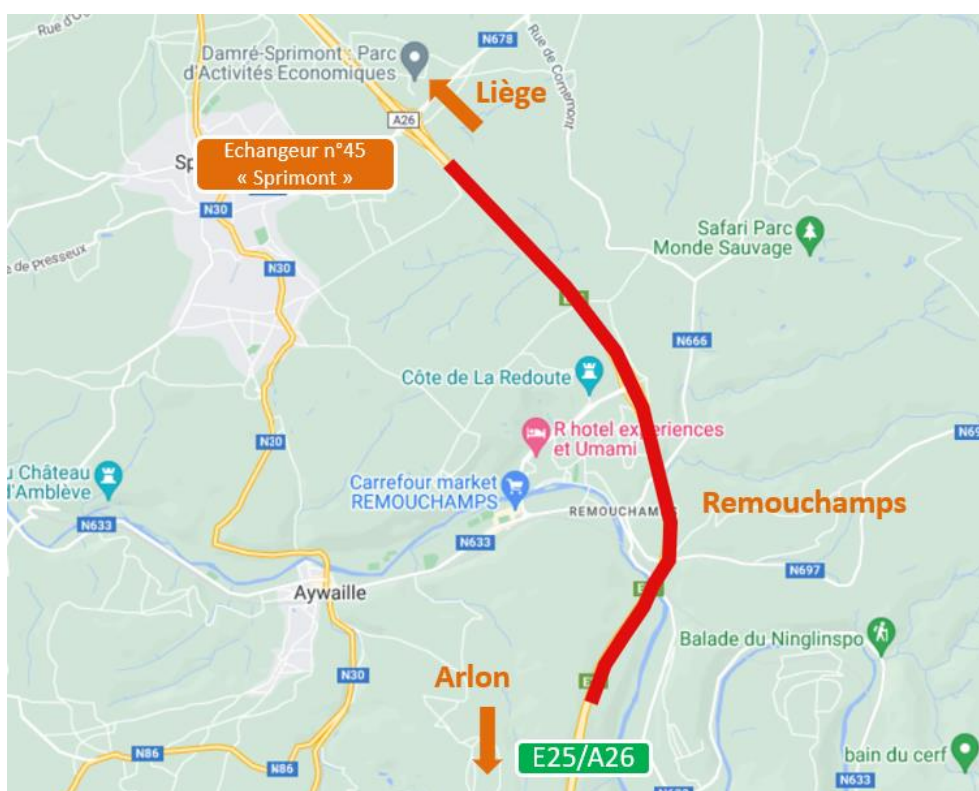 Rue d'O
N678
Rue de Cornemont
Damré-Sprimont : Parc
d'Activités Economiques
Liège
A26
Echangeur n°45
« Sprimont »
Sp
N30
Safari Parc
Monde Sauvage
e de Presseux
N30
E
N666
Côte de La Redoute
R hotel experiences
et Umami
N30
N69
u Château
d'Amblève
Carrefour market
REMOUCHAMPS
Remouchamps
REMOUCHAMPS
N633
N633
N697
Aywaille
E
Balade du Ninglinspo
N30
Arlon
E
E25/A26
N86
N86
bain du cerf
N633